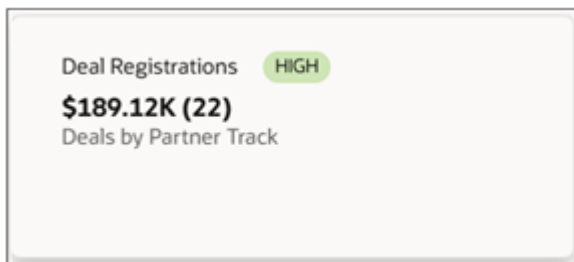 Deal Registrations HIGH
$189.12K (22)
Deals by Partner Track